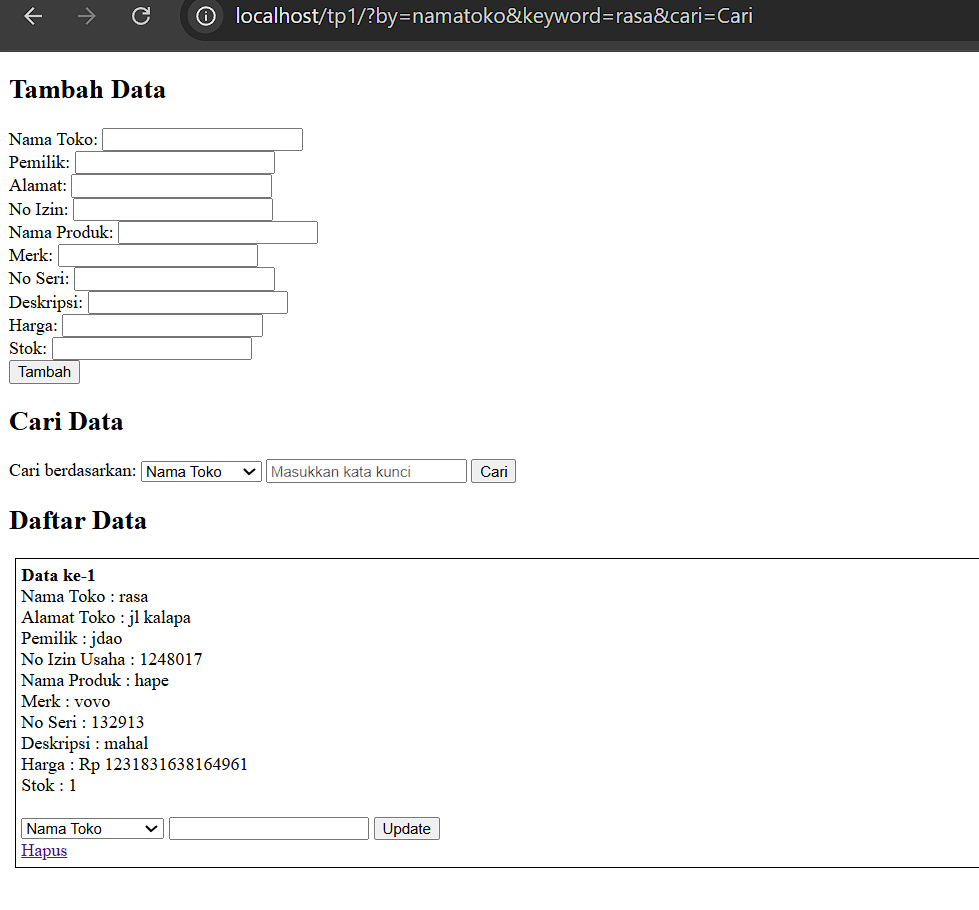 localhost/tp1/?by=namatoko&keyword=rasa&cari=Cari
Tambah Data
Nama Toko:
Pemilik:
Alamat:
No Izin:
Nama Produk:
Merk:
No Seri:
Deskripsi:
Harga:
Stok:
Tambah
Cari Data
Cari berdasarkan: Nama Toko Masukkan kata kunci Cari
Daftar Data
Data ke-1
Nama Toko : rasa
Alamat Toko : jl kalapa
Pemilik : jdao
No Izin Usaha : 1248017
Nama Produk : hape
Merk : vovo
No Seri : 132913
Deskripsi : mahal
Harga : Rp 1231831638164961
Stok : 1
Nama Toko Update
Hapus